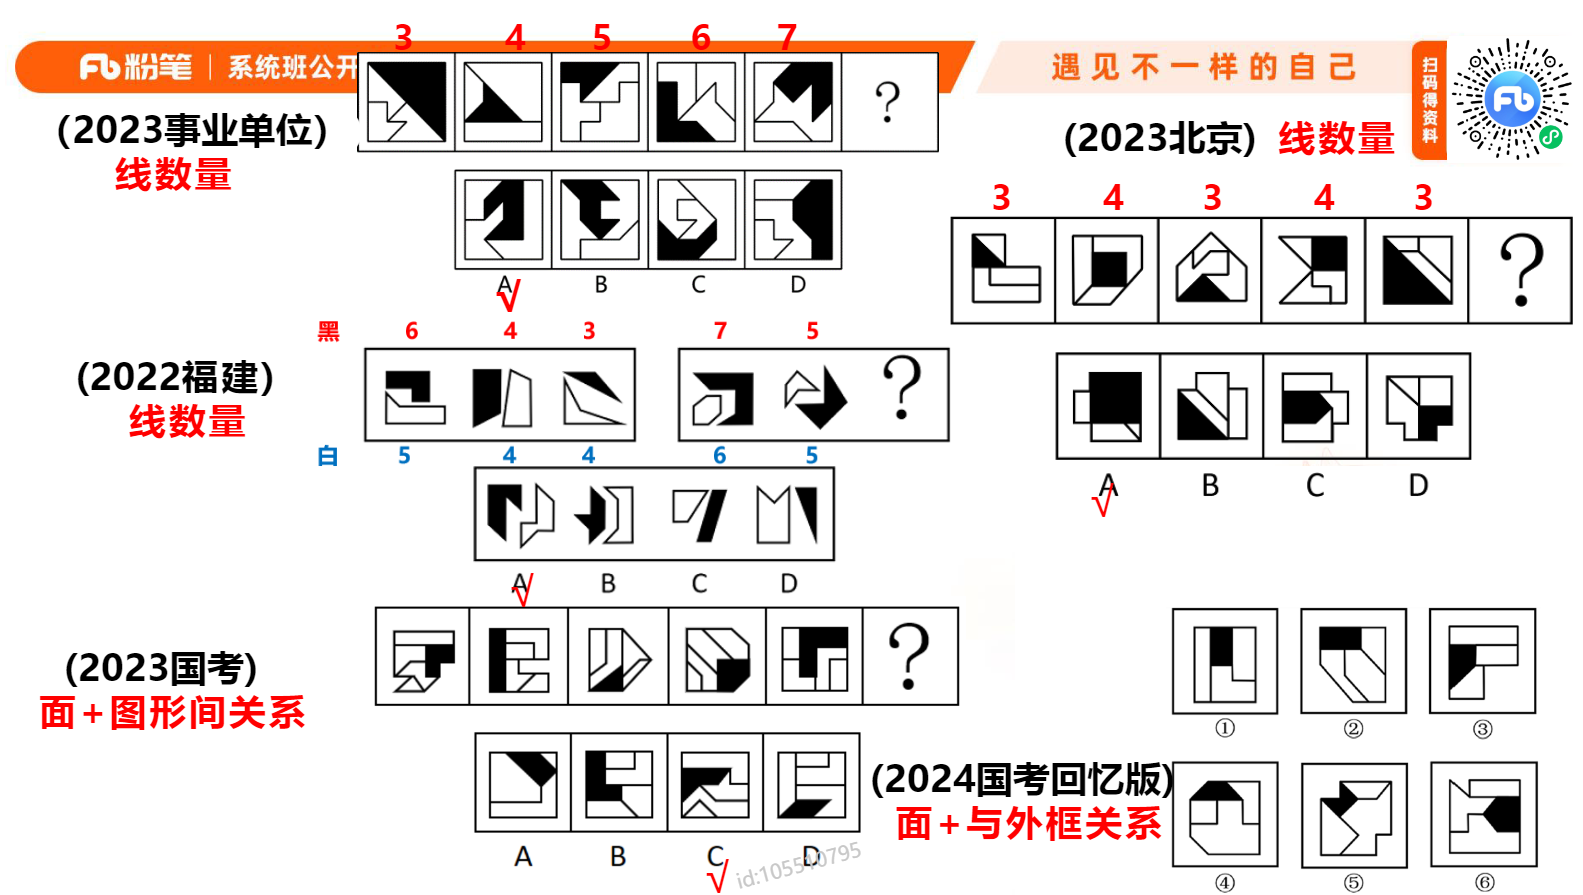 3 4 5 6 7
粉笔 | 系统班公开
遇见不一样的自己
扫码得资料
Fb
?
(2023事业单位)
线数量
A B C D
√
(2023北京) 线数量
3 4 3 4 3
?
A B C D
√
黑 6 4 3 7 5
(2022福建)
线数量
?
白 5 4 4 6 5
A B C D
√
(2023国考)
面+图形间关系
?
A B C D
√
id:105510795
(2024国考回忆版)
面+与外框关系
① ② ③
④ ⑤ ⑥